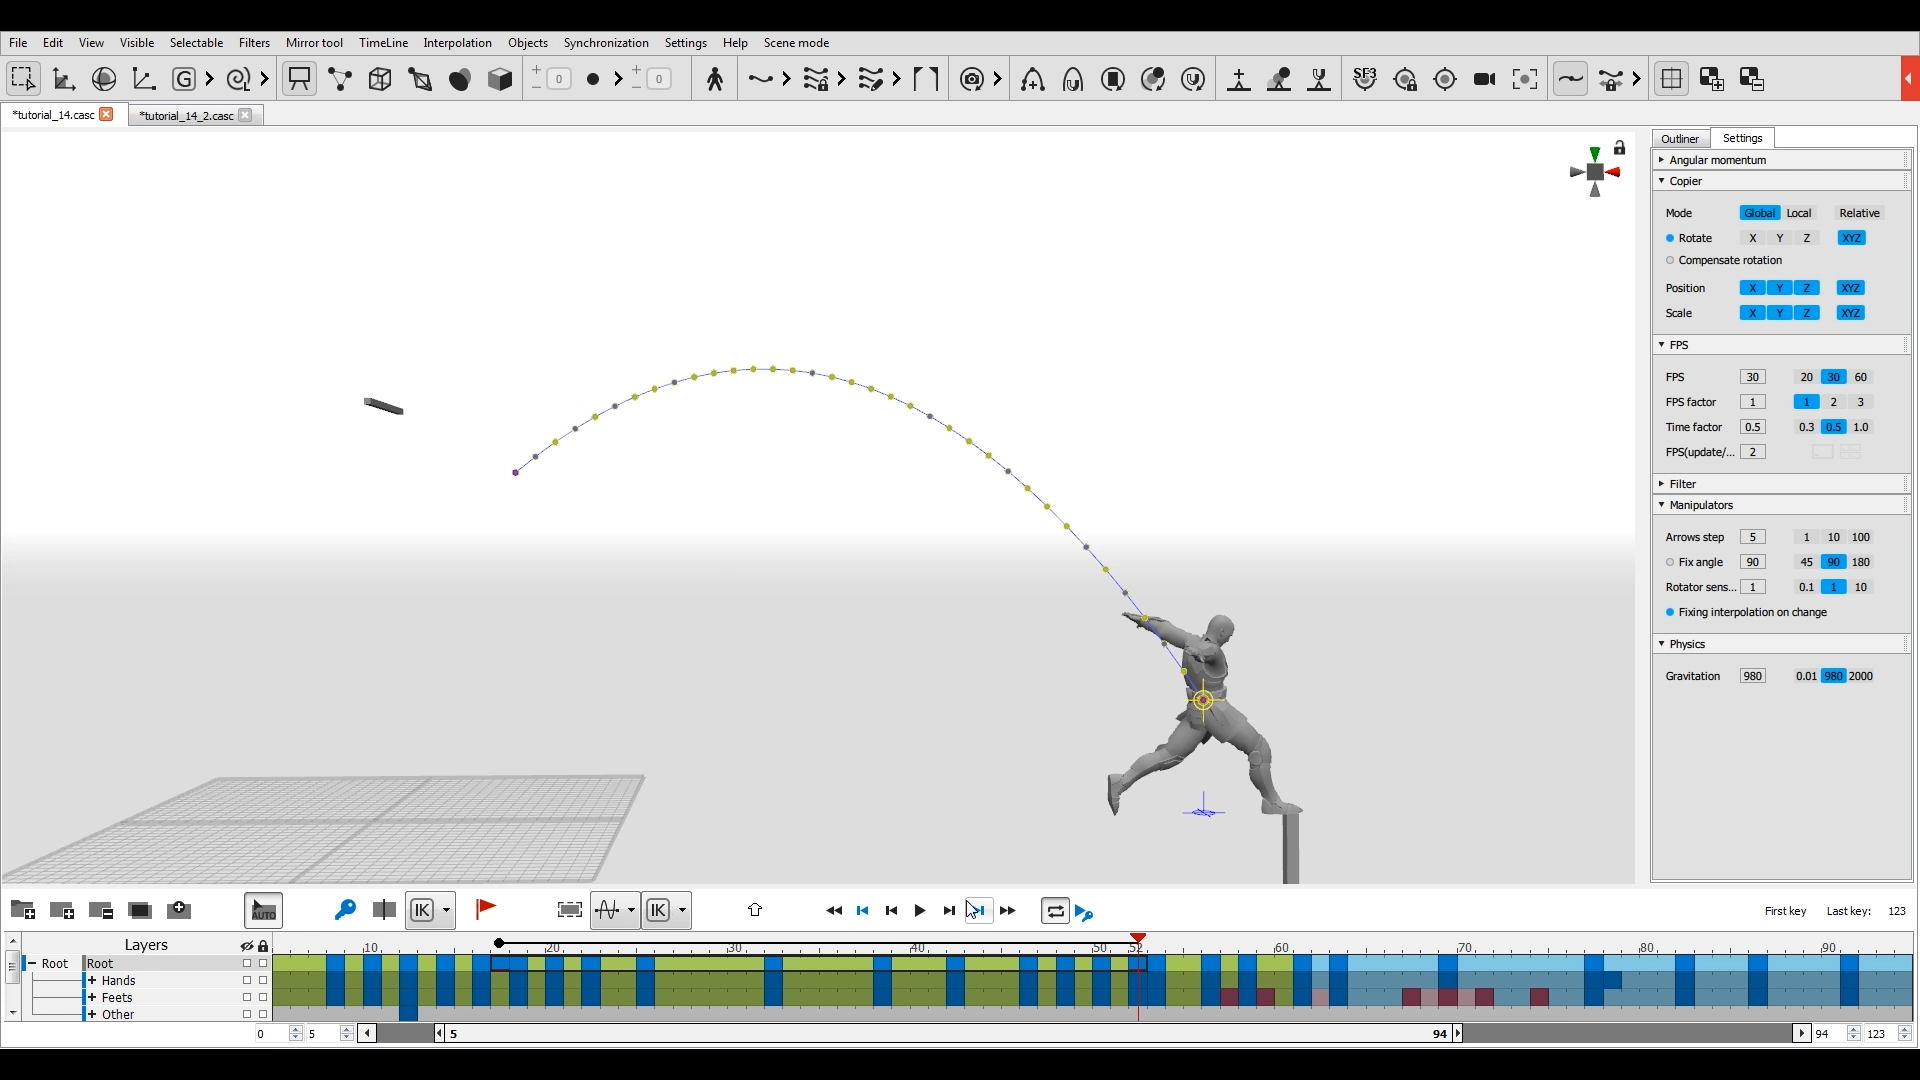 File Edit View Visible Selectable Filters Mirror tool TimeLine Interpolation Objects Synchronization Settings Help Scene mode
G 0 0 SF3
*tutorial_14.casc *tutorial_14_2.casc
Outliner Settings
Angular momentum
Copier
Mode Global Local Relative
Rotate X Y Z XYZ
Compensate rotation
Position X Y Z XYZ
Scale X Y Z XYZ
FPS
FPS 30 20 30 60
FPS factor 1 1 2 3
Time factor 0.5 0.3 0.5 1.0
FPS(update/... 2
Filter
Manipulators
Arrows step 5 1 10 100
Fix angle 90 45 90 180
Rotator sens... 1 0.1 1 10
Fixing interpolation on change
Physics
Gravitation 980 0.01 980 2000
AUTO IK IK First key Last key: 123
Layers 10 20 30 40 50 52 60 70 80 90
Root Root
Hands
Feets
Other
0 5 5 94 94 123